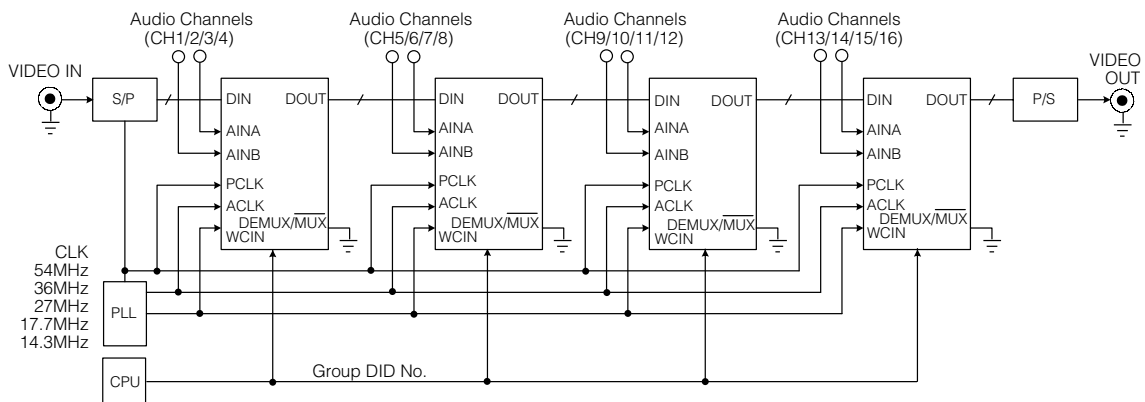 Audio Channels
(CH1/2/3/4)
Audio Channels
(CH5/6/7/8)
Audio Channels
(CH9/10/11/12)
Audio Channels
(CH13/14/15/16)
VIDEO IN
S/P
DIN
DOUT
AINA
AINB
PCLK
ACLK
DEMUX/MUX
WCIN
DIN
DOUT
AINA
AINB
PCLK
ACLK
DEMUX/MUX
WCIN
DIN
DOUT
AINA
AINB
PCLK
ACLK
DEMUX/MUX
WCIN
DIN
DOUT
AINA
AINB
PCLK
ACLK
DEMUX/MUX
WCIN
P/S
VIDEO
OUT
CLK
54MHz
36MHz
27MHz
17.7MHz
14.3MHz
PLL
CPU
Group DID No.